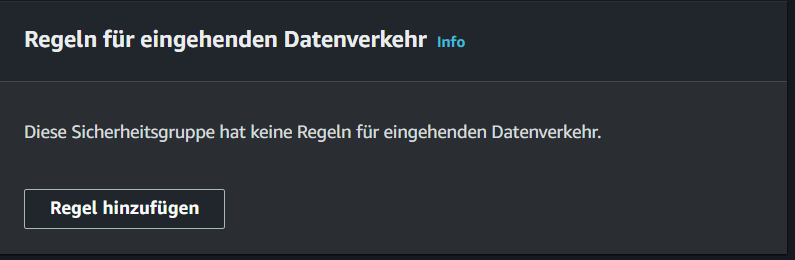 Regeln für eingehenden Datenverkehr Info
Diese Sicherheitsgruppe hat keine Regeln für eingehenden Datenverkehr.
Regel hinzufügen